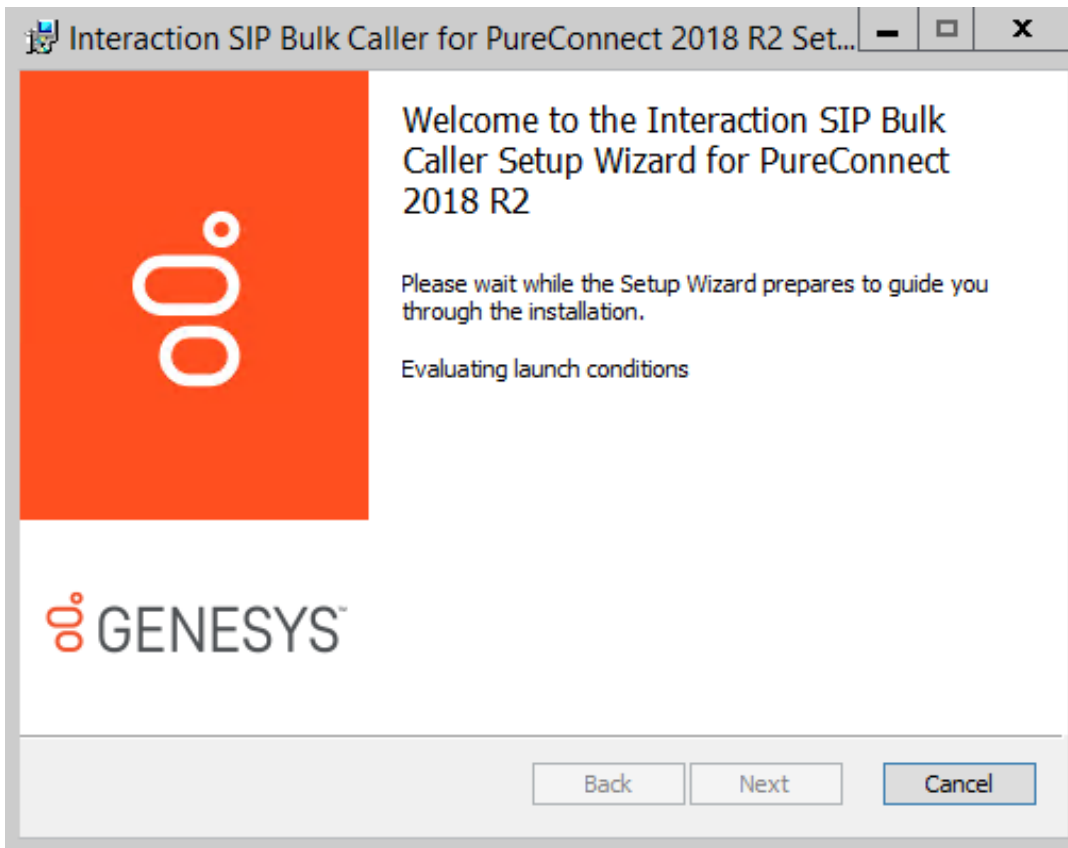 Interaction SIP Bulk Caller for PureConnect 2018 R2 Set...
Welcome to the Interaction SIP Bulk
Caller Setup Wizard for PureConnect
2018 R2
Please wait while the Setup Wizard prepares to guide you
through the installation.
Evaluating launch conditions
GENESYS™
Back
Next
Cancel